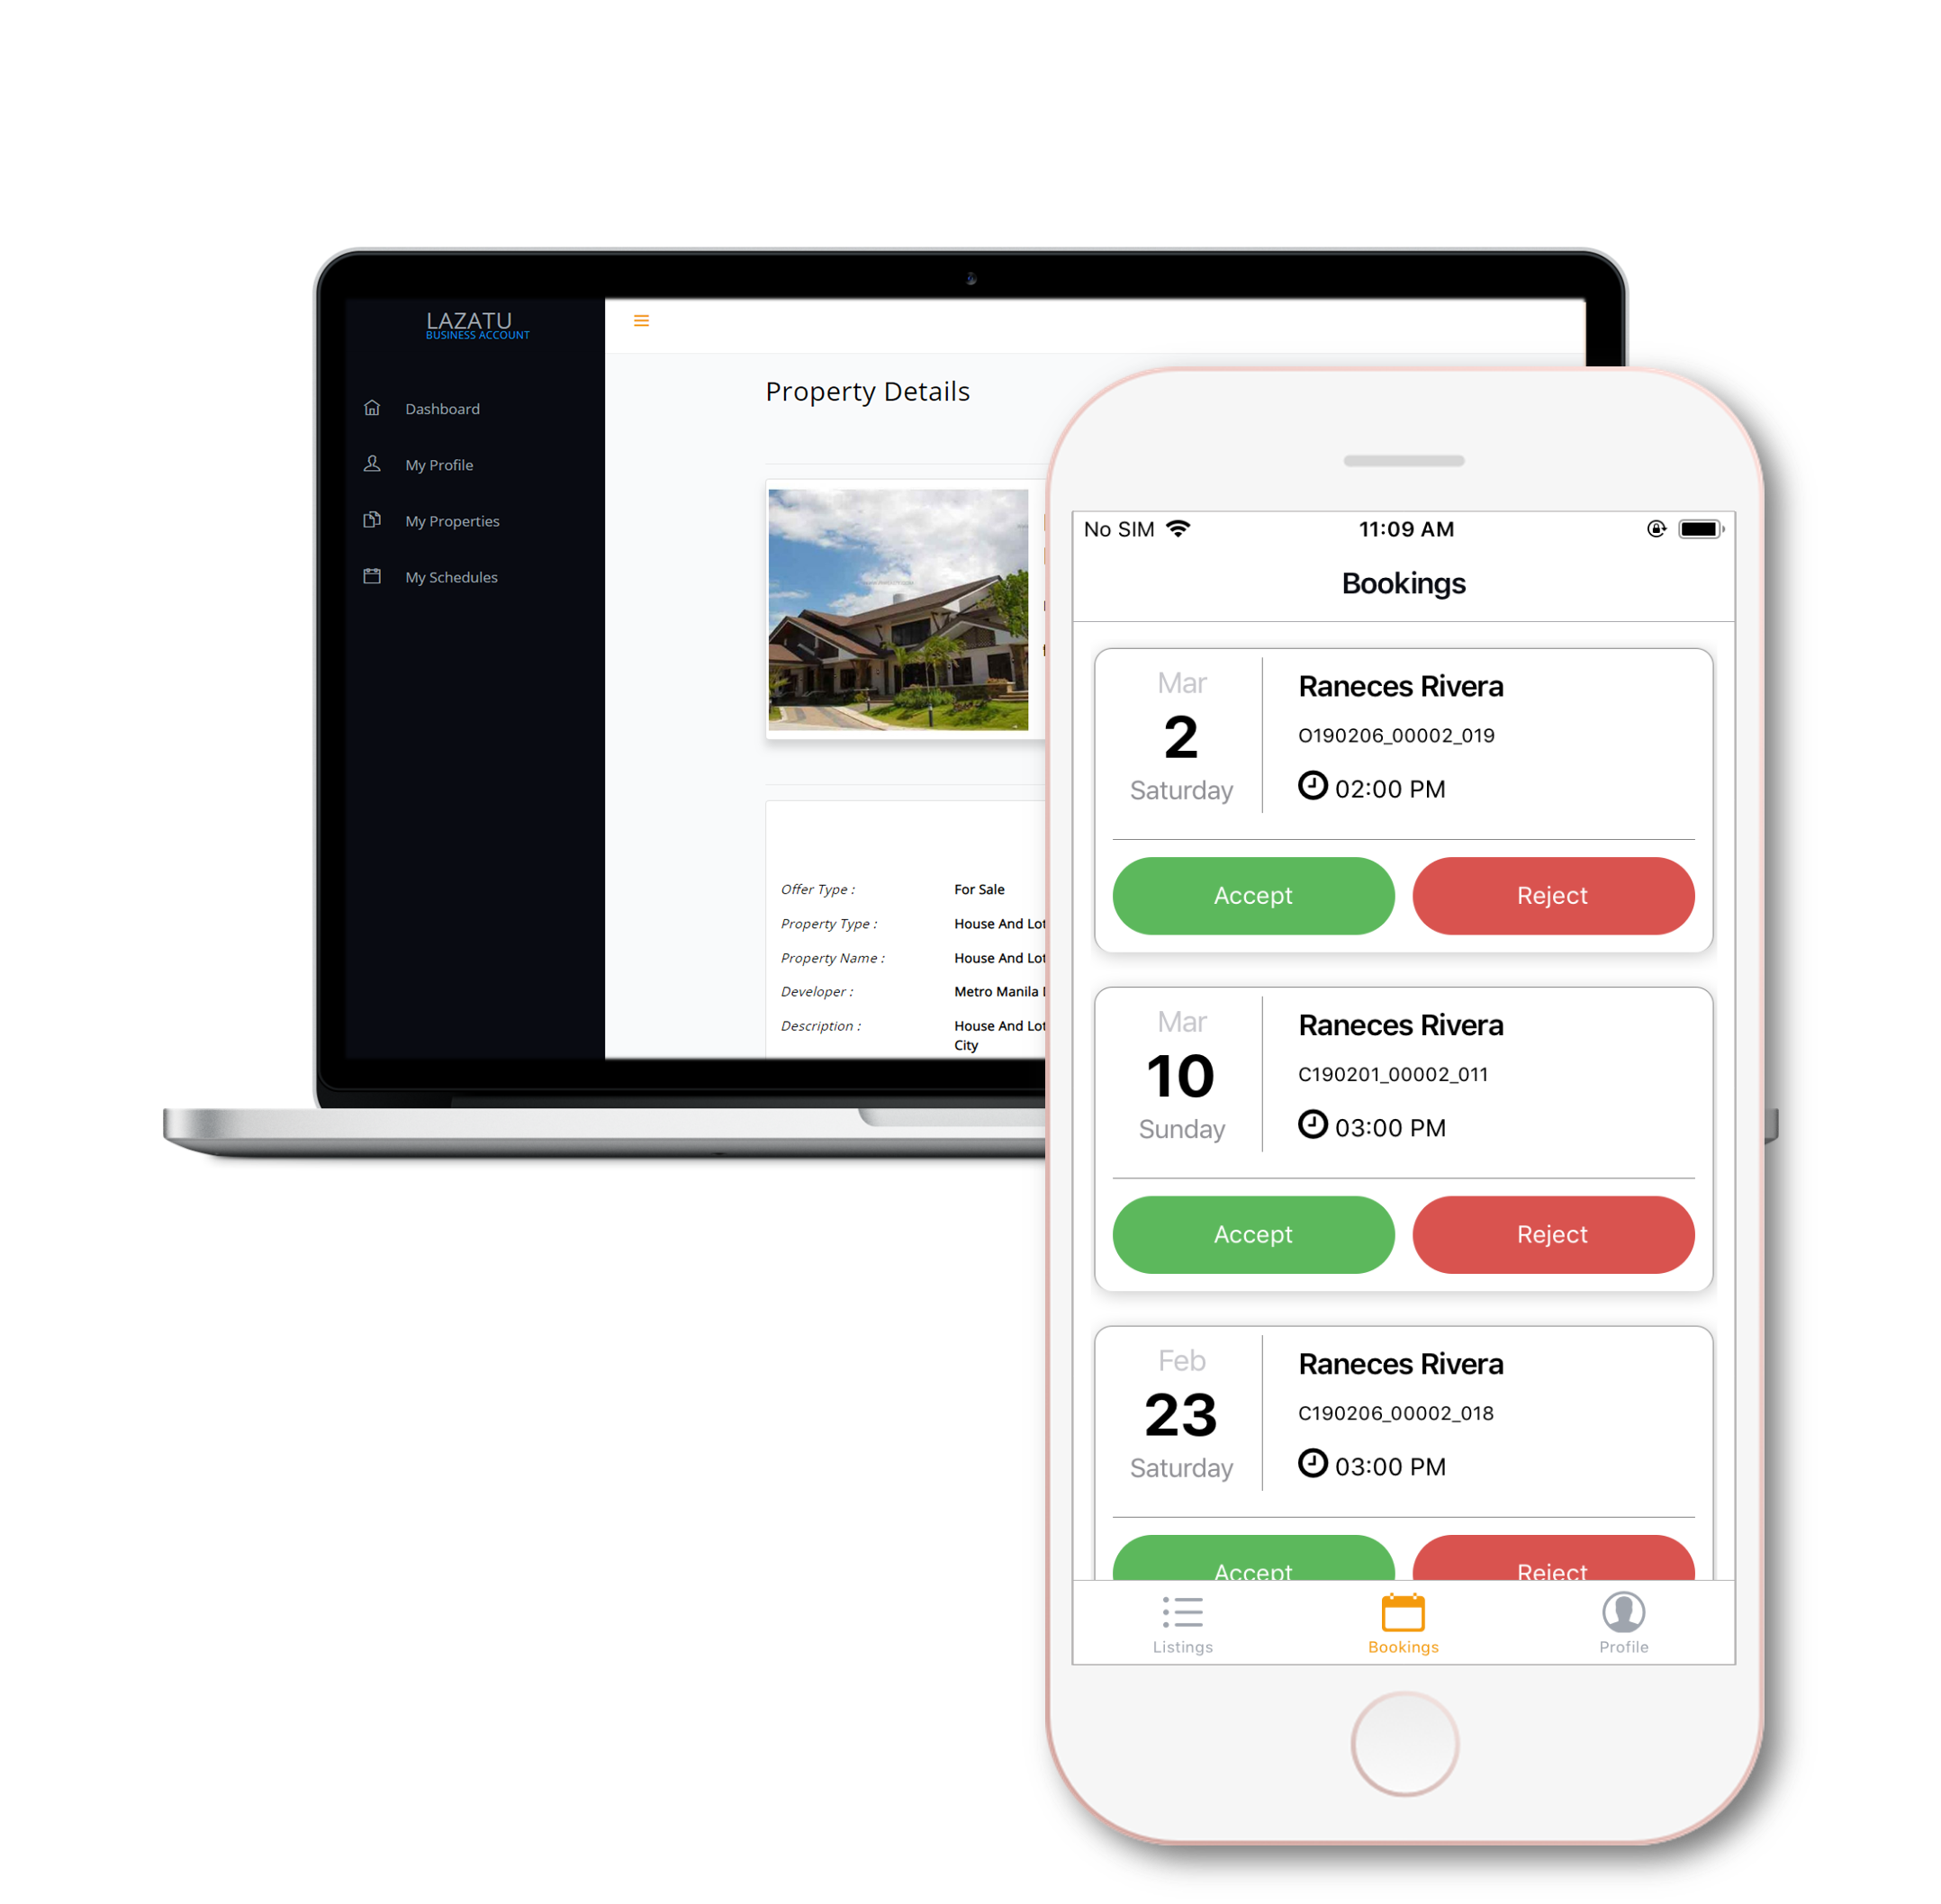 LAZATU
BUSINESS ACCOUNT
Dashboard
My Profile
My Properties
My Schedules
Property Details
Offer Type :
For Sale
Property Type :
House And Lot
Property Name :
House And Lot
Developer :
Metro Manila
Description :
House And Lot
City
No SIM
11:09 AM
Bookings
Mar
2
Saturday
Raneces Rivera
O190206_00002_019
02:00 PM
Accept
Reject
Mar
10
Sunday
Raneces Rivera
C190201_00002_011
03:00 PM
Accept
Reject
Feb
23
Saturday
Raneces Rivera
C190206_00002_018
03:00 PM
Accept
Reject
Listings
Bookings
Profile